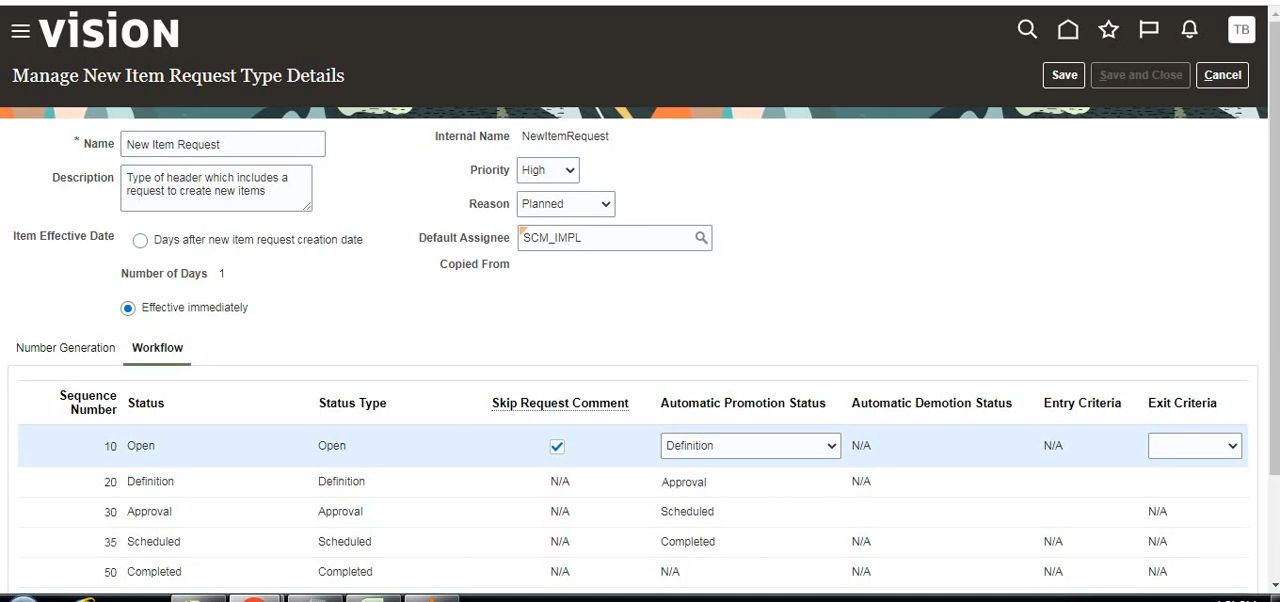 VISION
TB
Manage New Item Request Type Details
Save Save and Close Cancel
* Name New Item Request
Description Type of header which includes a
request to create new items
Item Effective Date Days after new item request creation date
Number of Days 1
Effective immediately
Internal Name NewItemRequest
Priority High
Reason Planned
Default Assignee SCM_IMPL
Copied From
Number Generation Workflow
Sequence Number Status Status Type Skip Request Comment Automatic Promotion Status Automatic Demotion Status Entry Criteria Exit Criteria
10 Open Open Definition N/A N/A
20 Definition Definition N/A Approval N/A
30 Approval Approval N/A Scheduled N/A
35 Scheduled Scheduled N/A Completed N/A N/A N/A
50 Completed Completed N/A N/A N/A N/A N/A